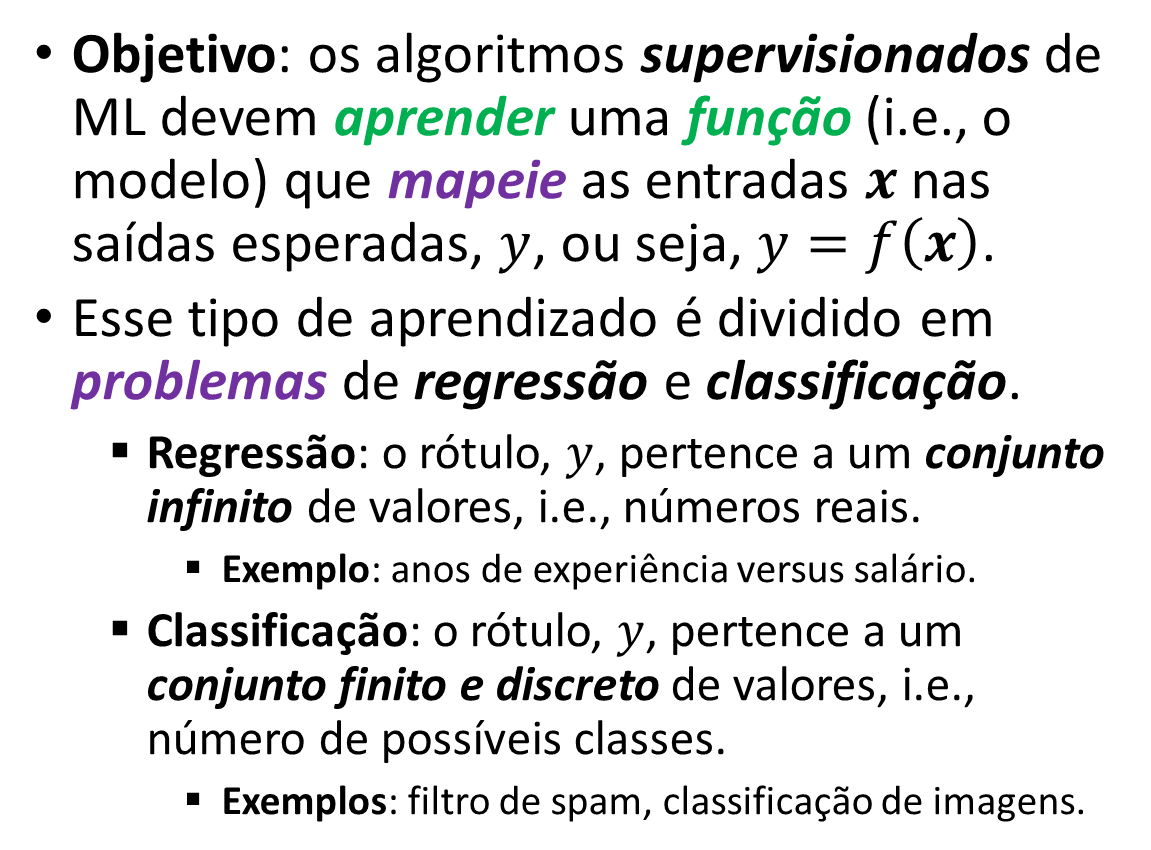 • Objetivo: os algoritmos supervisionados de
ML devem aprender uma função (i.e., o
modelo) que mapeie as entradas x nas
saídas esperadas, y, ou seja, y = f(x).
• Esse tipo de aprendizado é dividido em
problemas de regressão e classificação.
▪ Regressão: o rótulo, y, pertence a um conjunto
infinito de valores, i.e., números reais.
▪ Exemplo: anos de experiência versus salário.
▪ Classificação: o rótulo, y, pertence a um
conjunto finito e discreto de valores, i.e.,
número de possíveis classes.
▪ Exemplos: filtro de spam, classificação de imagens.